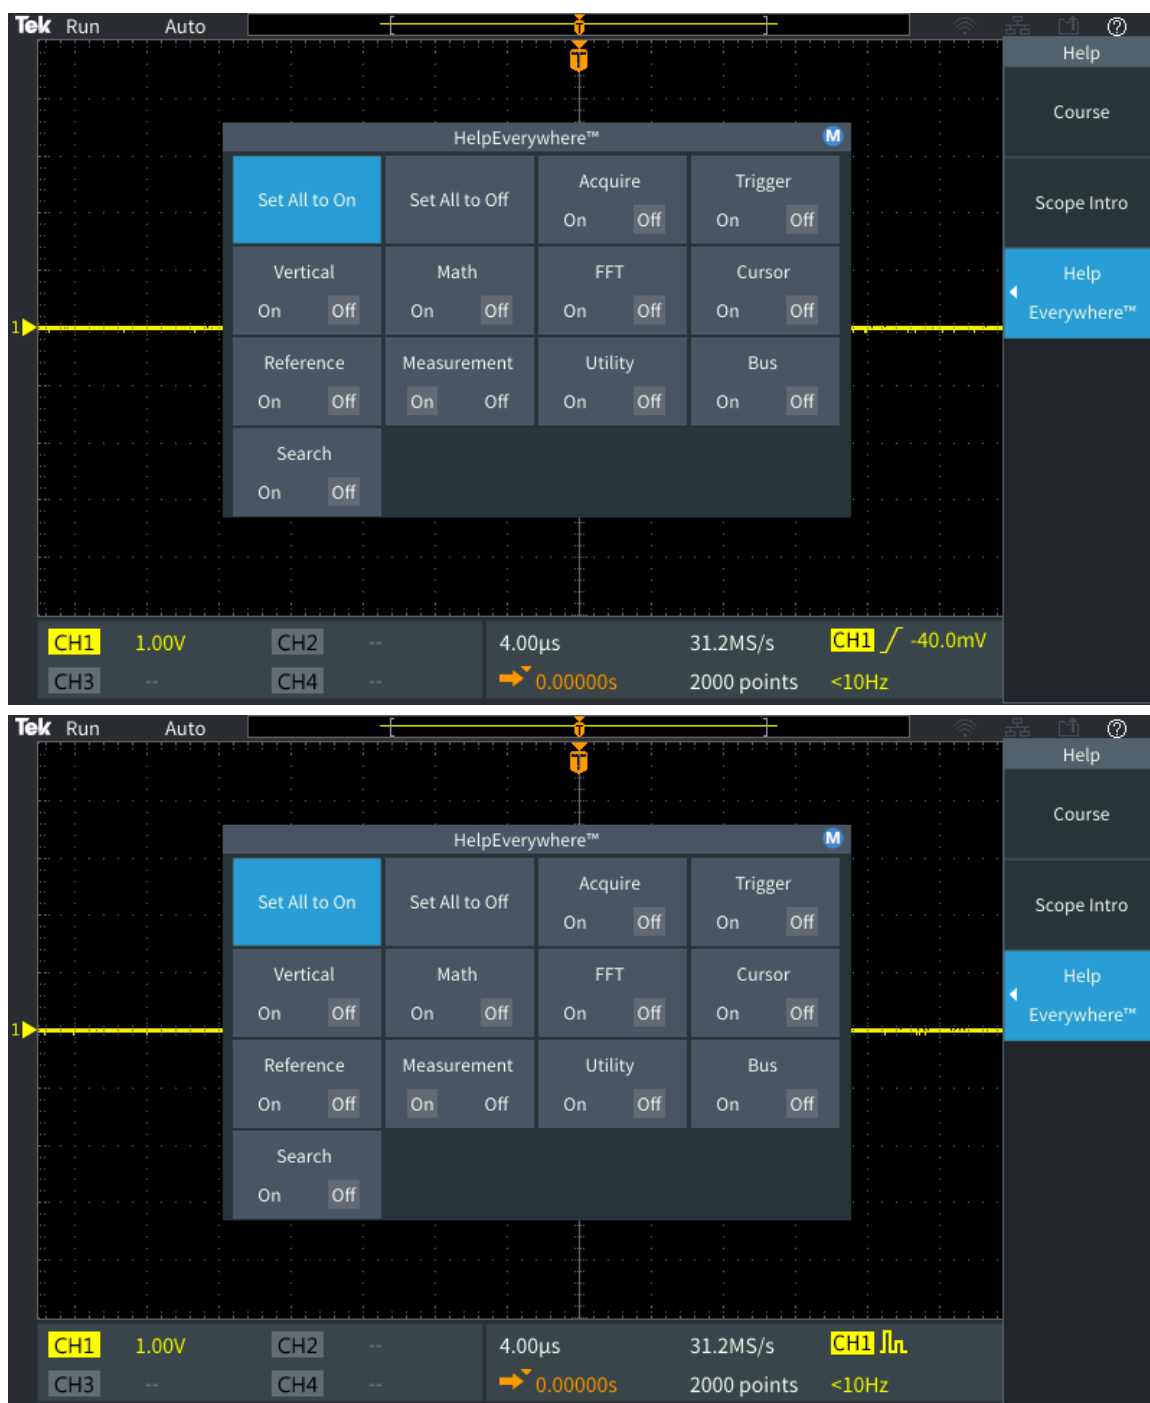 Tek Run Auto
Help
Course
HelpEverywhere™ M
Set All to On Set All to Off Acquire Trigger
On Off On Off
Scope Intro
Vertical Math FFT Cursor
On Off On Off On Off On Off
Help
Everywhere™
1
Reference Measurement Utility Bus
On Off On Off On Off On Off
Search
On Off
CH1 1.00V CH2 -- 4.00µs 31.2MS/s CH1 -40.0mV
CH3 -- CH4 -- 0.00000s 2000 points <10Hz
Tek Run Auto
Help
Course
HelpEverywhere™ M
Set All to On Set All to Off Acquire Trigger
On Off On Off
Scope Intro
Vertical Math FFT Cursor
On Off On Off On Off On Off
Help
Everywhere™
1
Reference Measurement Utility Bus
On Off On Off On Off On Off
Search
On Off
CH1 1.00V CH2 -- 4.00µs 31.2MS/s CH1
CH3 -- CH4 -- 0.00000s 2000 points <10Hz